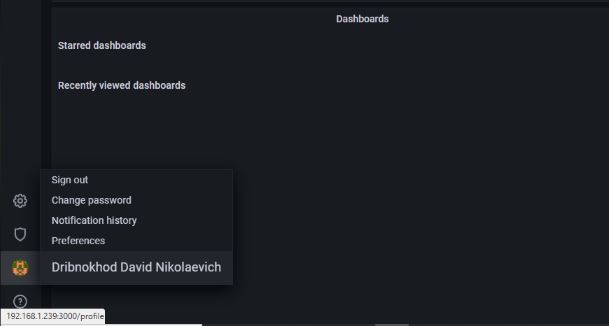 Dashboards
Starred dashboards
Recently viewed dashboards
Sign out
Change password
Notification history
Preferences
Dribnokhod David Nikolaevich
192.168.1.239:3000/profile